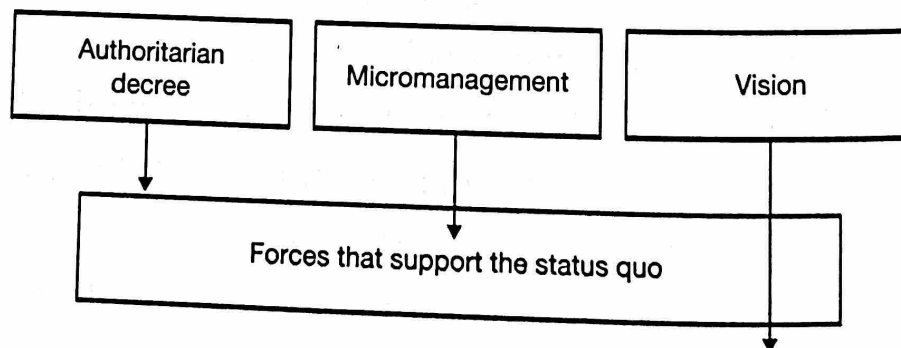 Authoritarian
decree
Micromanagement
Vision
Forces that support the status quo